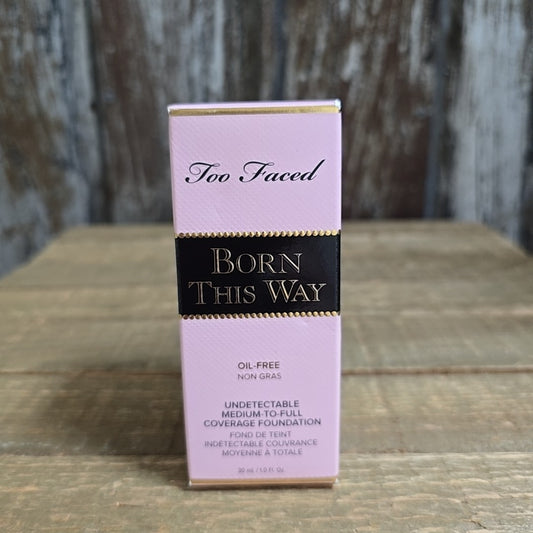 Too Faced
BORN
THIS WAY
OIL-FREE
NON GRAS
UNDETECTABLE
MEDIUM-TO-FULL
COVERAGE FOUNDATION
FOND DE TEINT
INDÉTECTABLE COUVRANCE
MOYENNE À TOTALE
30 ml / 1.0 fl. Oz